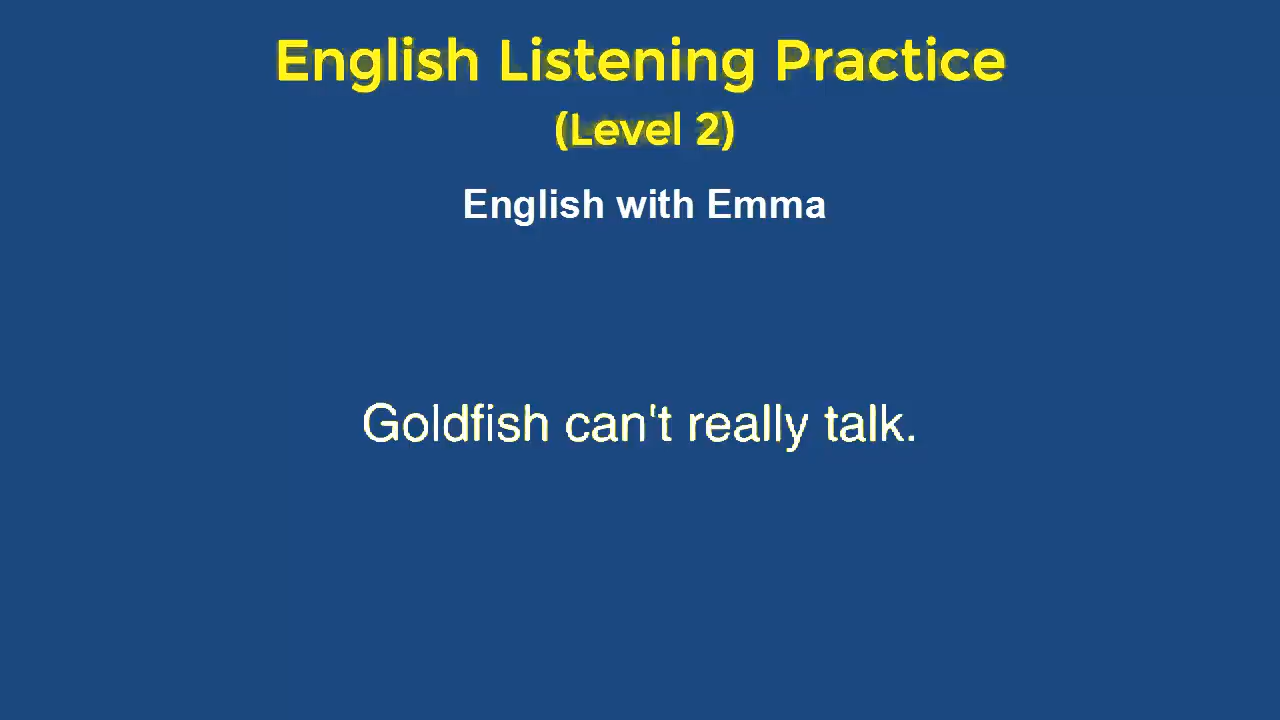 English Listening Practice
(Level 2)
English with Emma
Goldfish can't really talk.